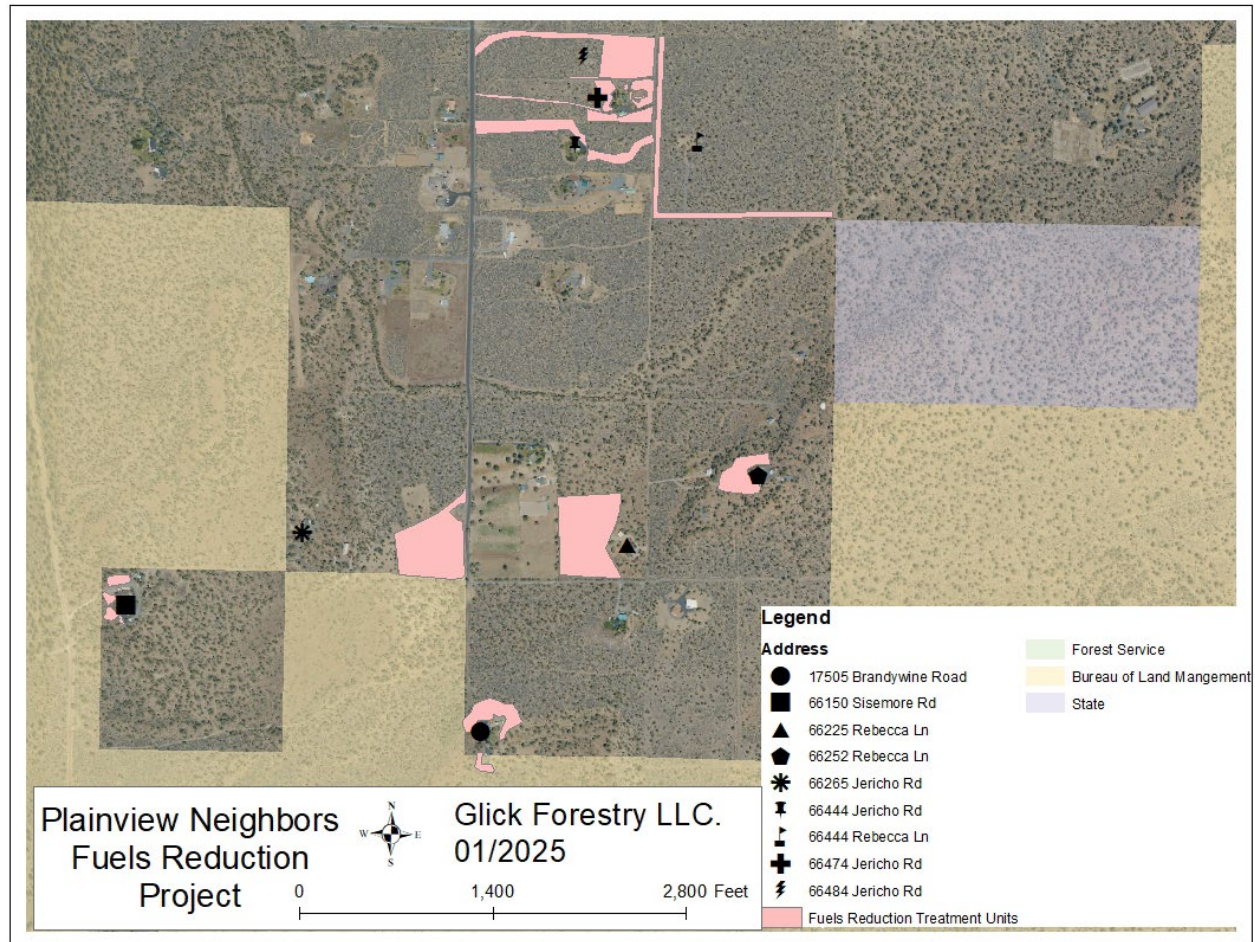 Legend
Address
17505 Brandywine Road
66150 Sisemore Rd
66225 Rebecca Ln
66252 Rebecca Ln
66265 Jericho Rd
66444 Jericho Rd
66444 Rebecca Ln
66474 Jericho Rd
66484 Jericho Rd
Fuels Reduction Treatment Units
Forest Service
Bureau of Land Mangement
State
Plainview Neighbors
Fuels Reduction
Project
N
W E
S
Glick Forestry LLC.
01/2025
0 1,400 2,800 Feet